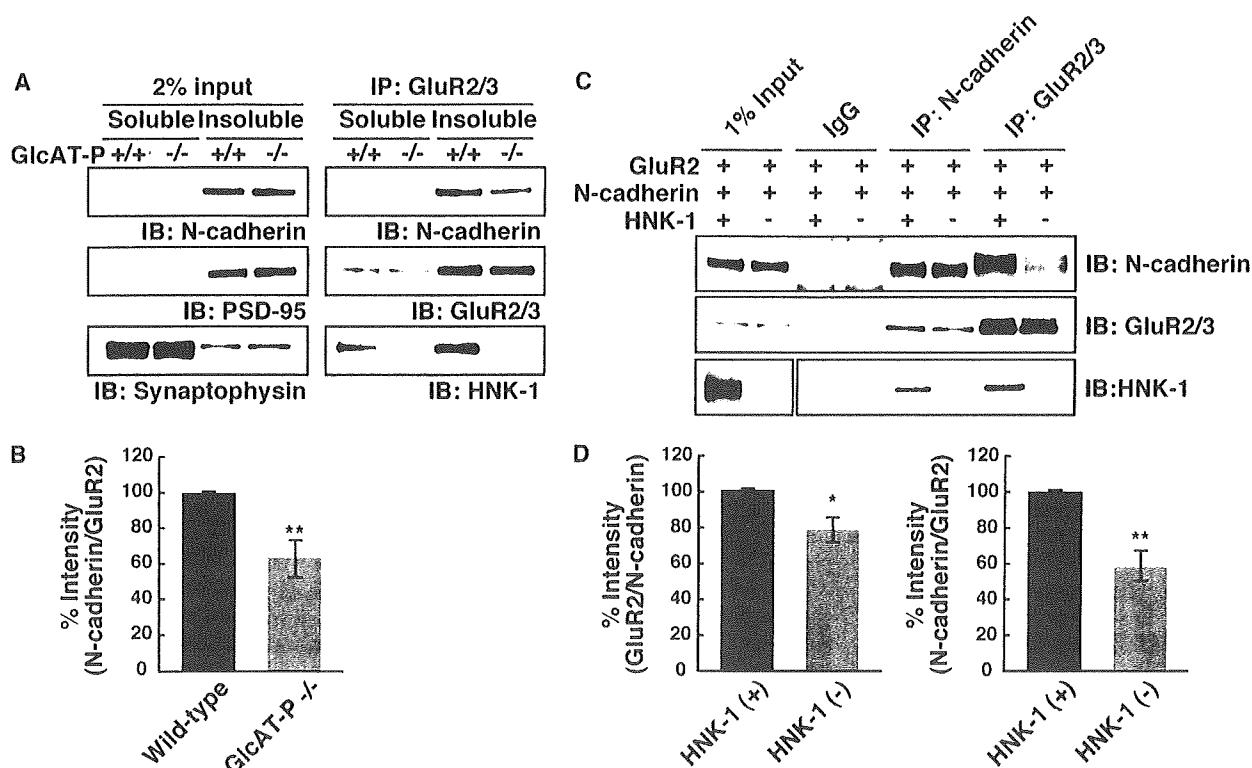 A
2% input
IP: GluR2/3
Soluble Insoluble
Soluble Insoluble
GlcAT-P +/+ -/- +/+ -/-
+/+ -/- +/+ -/-
IB: N-cadherin
IB: N-cadherin
IB: PSD-95
IB: GluR2/3
IB: Synaptophysin
IB: HNK-1
C
1% Input
IgG
IP: N-cadherin
IP: GluR2/3
GluR2 + + + + + + + +
N-cadherin + + + + + + + +
HNK-1 + - + - + - + -
IB: N-cadherin
IB: GluR2/3
IB:HNK-1
B
% Intensity
(N-cadherin/GluR2)
120
100
80
60
40
20
0
**
Wild-type
GlcAT-P -/-
D
% Intensity
(GluR2/N-cadherin)
120
100
80
60
40
20
0
*
HNK-1 (+)
HNK-1 (-)
% Intensity
(N-cadherin/GluR2)
120
100
80
60
40
20
0
**
HNK-1 (+)
HNK-1 (-)